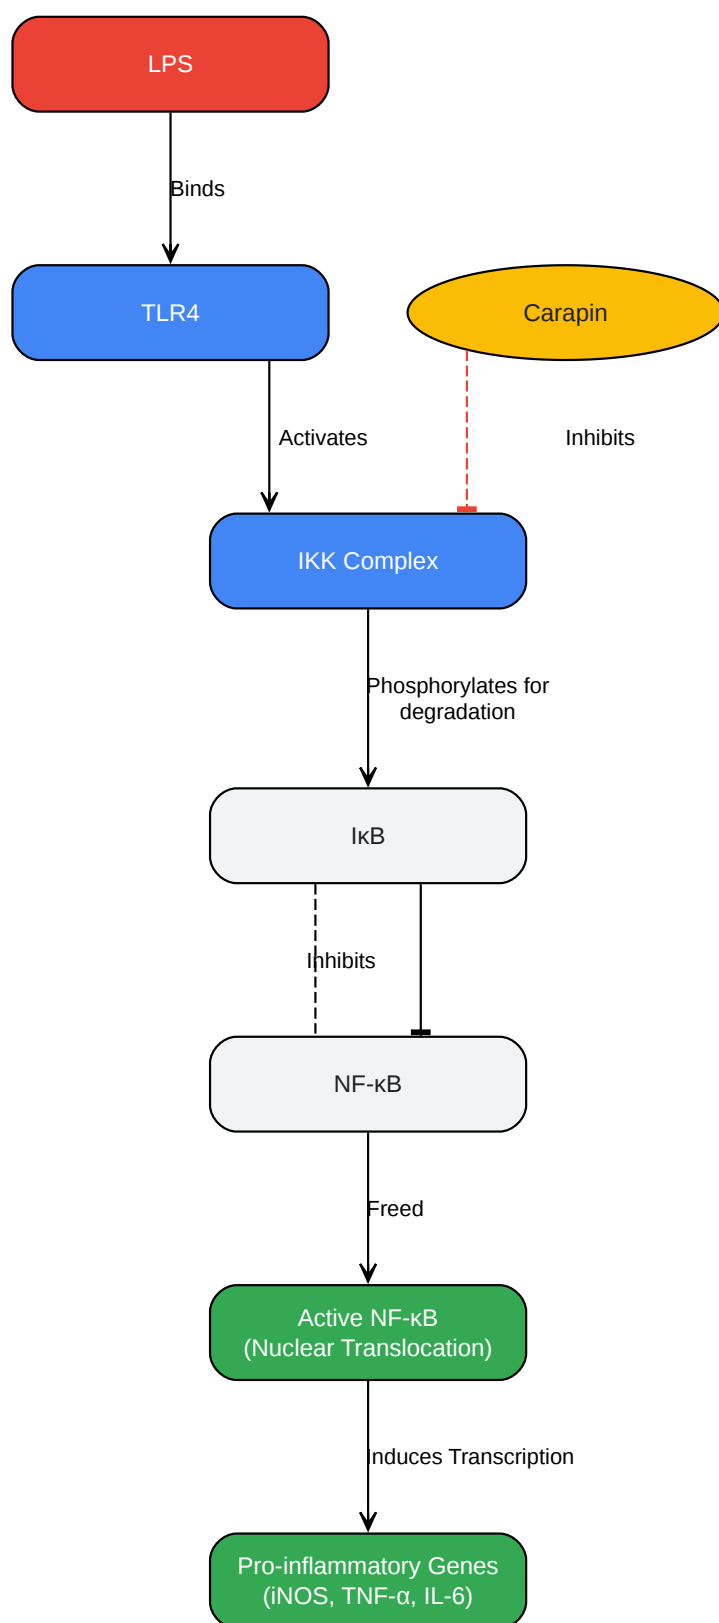 LPS
Binds
TLR4
Carapin
Activates
Inhibits
IKK Complex
Phosphorylates for
degradation
IκB
Inhibits
NF-κB
Freed
Active NF-κB
(Nuclear Translocation)
Induces Transcription
Pro-inflammatory Genes
(iNOS, TNF-α, IL-6)